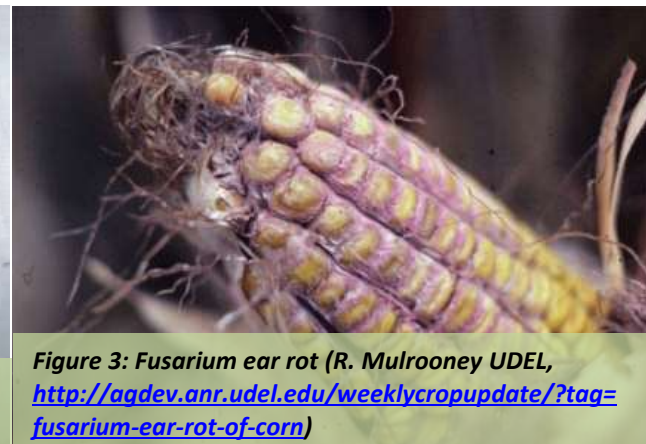 Figure 3: Fusarium ear rot (R. Mulrooney UDEL,
http://agdev.anr.udel.edu/weeklycropupdate/?tag=
fusarium-ear-rot-of-corn)